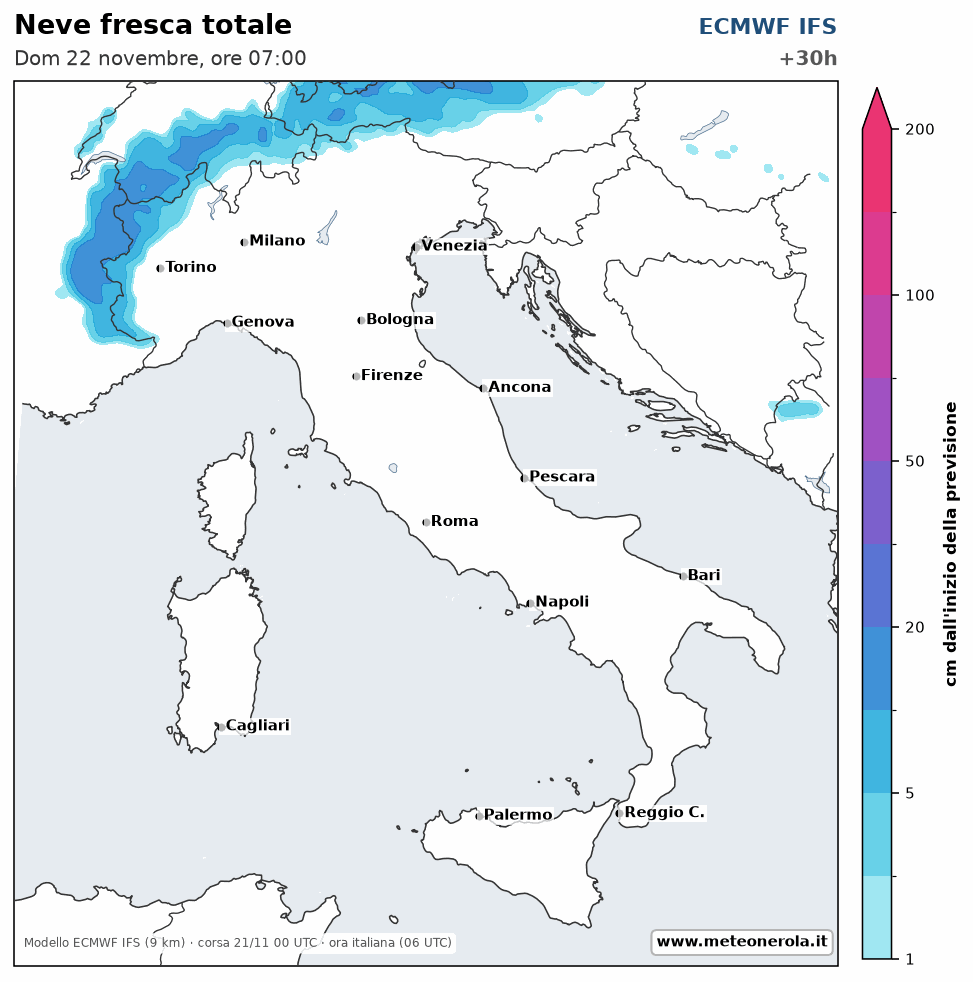 Neve fresca totale
ECMWF IFS
Dom 22 novembre, ore 07:00
+30h
200
100
50
20
5
1
cm dall'inizio della previsione
Milano
Venezia
Torino
Genova
Bologna
Firenze
Ancona
Pescara
Roma
Bari
Napoli
Cagliari
Palermo
Reggio C.
Modello ECMWF IFS (9 km) · corsa 21/11 00 UTC · ora italiana (06 UTC)
www.meteonerola.it